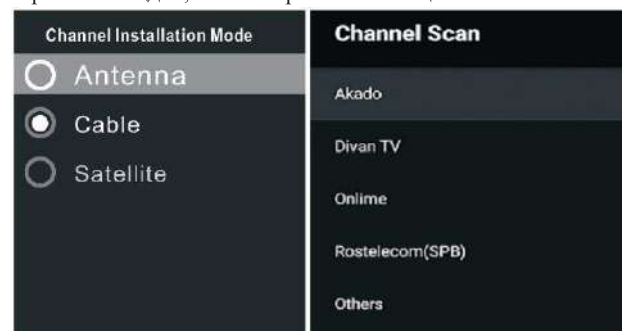 Channel Installation Mode
Antenna
Cable
Satellite
Channel Scan
Akado
Divan TV
Onlime
Rostelecom(SPB)
Others